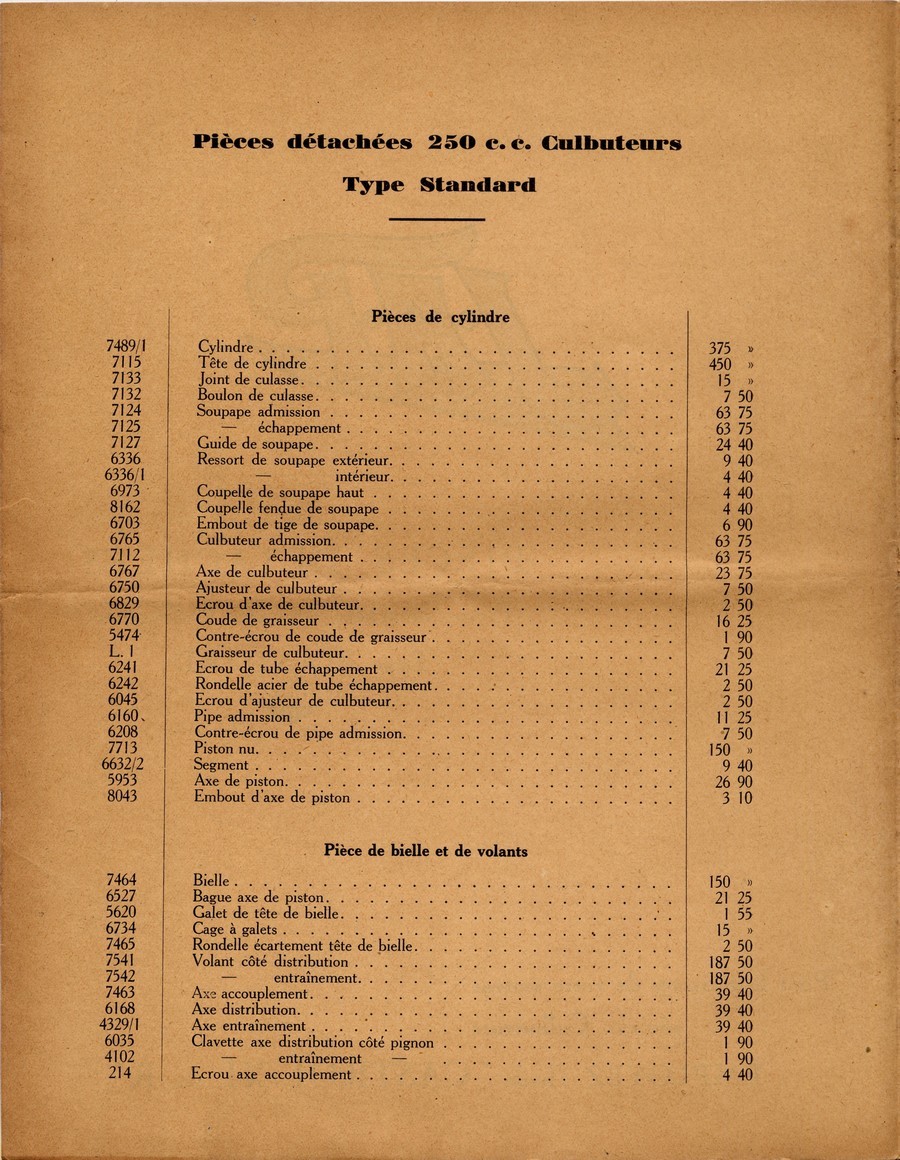 Pièces détachées 250 c.c. Culbuteurs
Type Standard
Pièces de cylindre
7489/1 Cylindre . . . 375 »
7115 Tête de cylindre . . . 450 »
7133 Joint de culasse . . . 15 »
7132 Boulon de culasse . . . 7 50
7124 Soupape admission . . . 63 75
7125 — échappement . . . 63 75
7127 Guide de soupape . . . 24 40
6336 Ressort de soupape extérieur . . . 9 40
6336/1 — intérieur . . . 4 40
6973 Coupelle de soupape haut . . . 4 40
8162 Coupelle fendue de soupape . . . 4 40
6703 Embout de tige de soupape . . . 6 90
6765 Culbuteur admission . . . 63 75
7112 — échappement . . . 63 75
6767 Axe de culbuteur . . . 23 75
6750 Ajusteur de culbuteur . . . 7 50
6829 Ecrou d'axe de culbuteur . . . 2 50
6770 Coude de graisseur . . . 16 25
5474 Contre-écrou de coude de graisseur . . . 1 90
L. 1 Graisseur de culbuteur . . . 7 50
6241 Ecrou de tube échappement . . . 21 25
6242 Rondelle acier de tube échappement . . . 2 50
6045 Ecrou d'ajusteur de culbuteur . . . 2 50
6160 Pipe admission . . . 11 25
6208 Contre-écrou de pipe admission . . . 7 50
7713 Piston nu . . . 150 »
6632/2 Segment . . . 9 40
5953 Axe de piston . . . 26 90
8043 Embout d'axe de piston . . . 3 10
Pièce de bielle et de volants
7464 Bielle . . . 150 »
6527 Bague axe de piston . . . 21 25
5620 Galet de tête de bielle . . . 1 55
6734 Cage à galets . . . 15 »
7465 Rondelle écartement tête de bielle . . . 2 50
7541 Volant côté distribution . . . 187 50
7542 — entraînement . . . 187 50
7463 Axe accouplement . . . 39 40
6168 Axe distribution . . . 39 40
4329/1 Axe entraînement . . . 39 40
6035 Clavette axe distribution côté pignon . . . 1 90
4102 — entraînement — . . . 1 90
214 Ecrou axe accouplement . . . 4 40